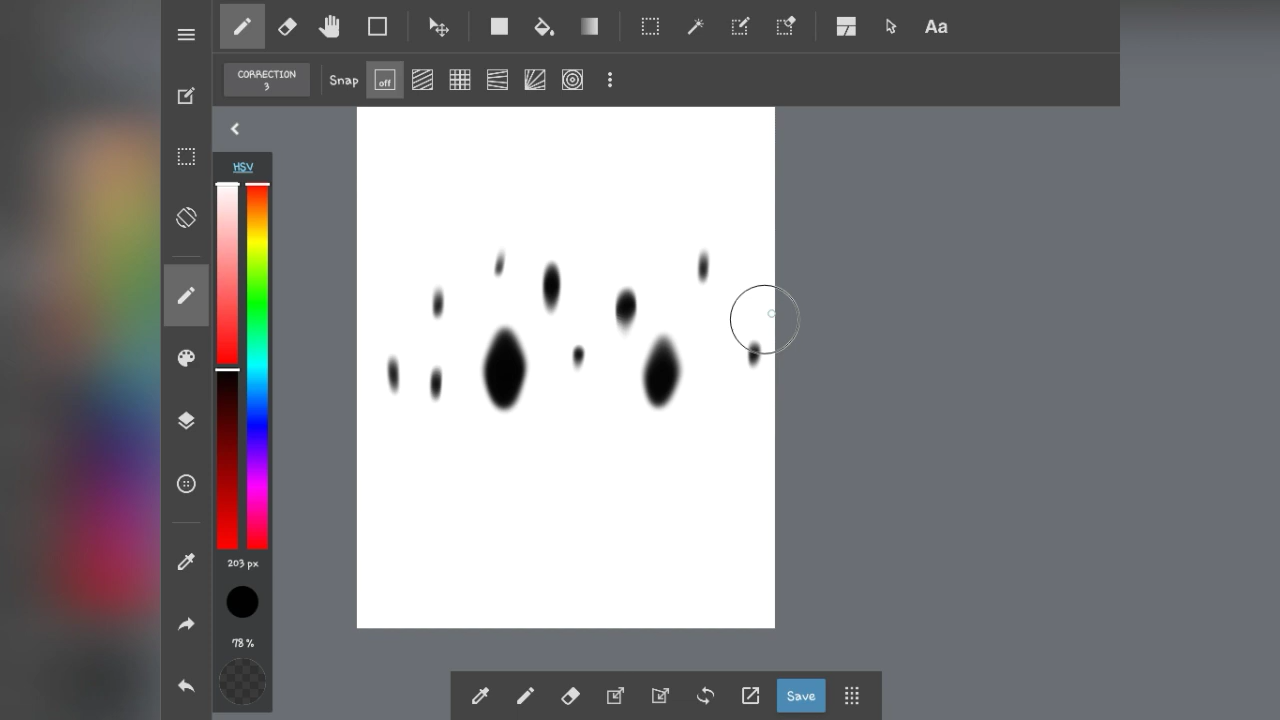 Aa
CORRECTION
3
Snap
off
HSV
203 px
78 %
Save